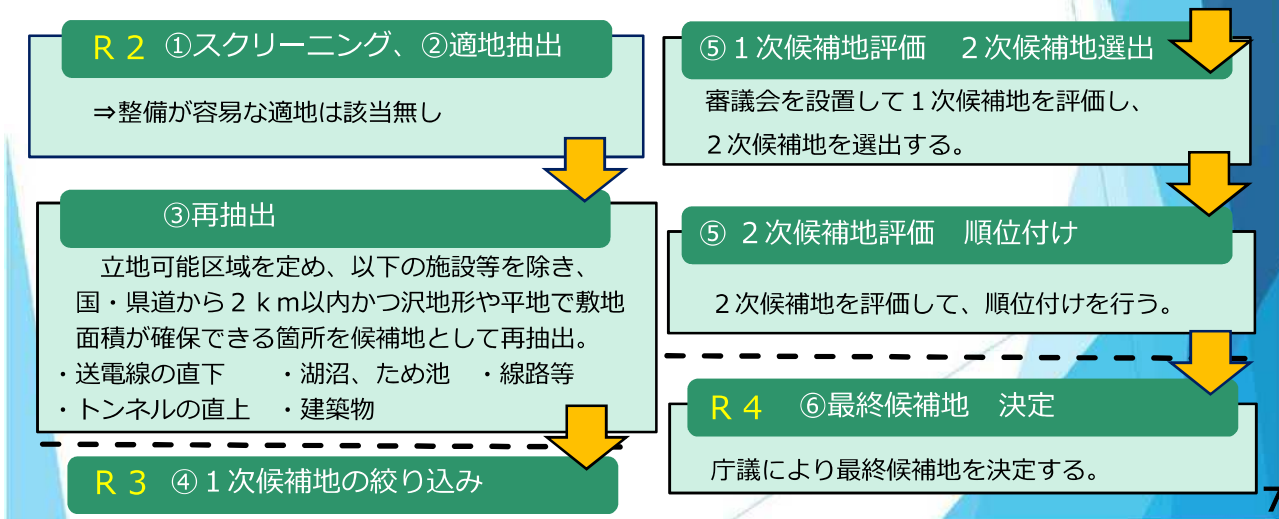 R２ ①スクリーニング、②適地抽出
⇒整備が容易な適地は該当無し
③再抽出
立地可能区域を定め、以下の施設等を除き、
国・県道から２ｋｍ以内かつ沢地形や平地で敷地
面積が確保できる箇所を候補地として再抽出。
・送電線の直下　・湖沼、ため池　・線路等
・トンネルの直上　・建築物
R３ ④１次候補地の絞り込み
⑤１次候補地評価　２次候補地選出
審議会を設置して１次候補地を評価し、
２次候補地を選出する。
⑤ ２次候補地評価　順位付け
２次候補地を評価して、順位付けを行う。
R４ ⑥最終候補地　決定
庁議により最終候補地を決定する。
7